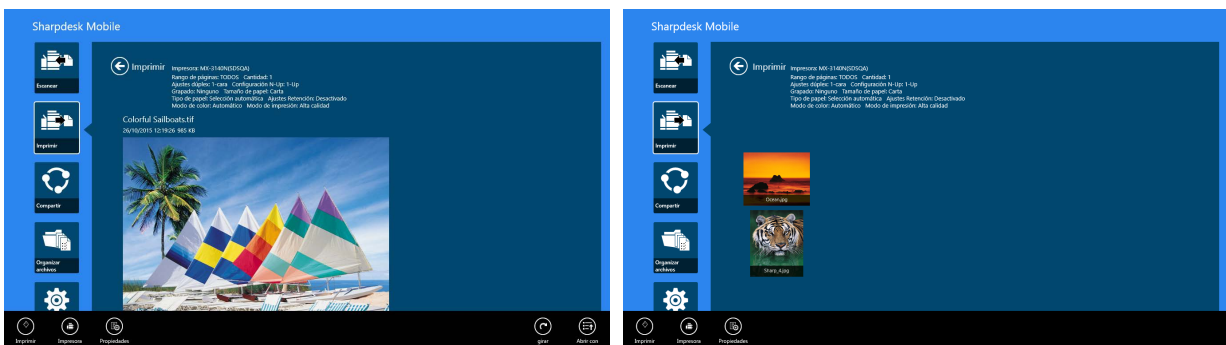 Sharpdesk Mobile
Escanear
Imprimir
Compartir
Organizar
archivos
Imprimir Impresora: MX-3140N(SDSQA)
Rango de páginas: TODOS Cantidad: 1
Ajustes dúplex: 1-cara Configuración N-Up: 1-Up
Grapado: Ninguno Tamaño de papel: Carta
Tipo de papel: Selección automática Ajustes Retención: Desactivado
Modo de color: Automático Modo de impresión: Alta calidad
Colorful Sailboats.tif
26/10/2015 12:19:26 985 KB
Imprimir Impresora Propiedades girar Abrir con
Sharpdesk Mobile
Escanear
Imprimir
Compartir
Organizar
archivos
Imprimir Impresora: MX-3140N(SDSQA)
Rango de páginas: TODOS Cantidad: 1
Ajustes dúplex: 1-cara Configuración N-Up: 1-Up
Grapado: Ninguno Tamaño de papel: Carta
Tipo de papel: Selección automática Ajustes Retención: Desactivado
Modo de color: Automático Modo de impresión: Alta calidad
Ocean.jpg
Sharp_A.jpg
Imprimir Impresora Propiedades